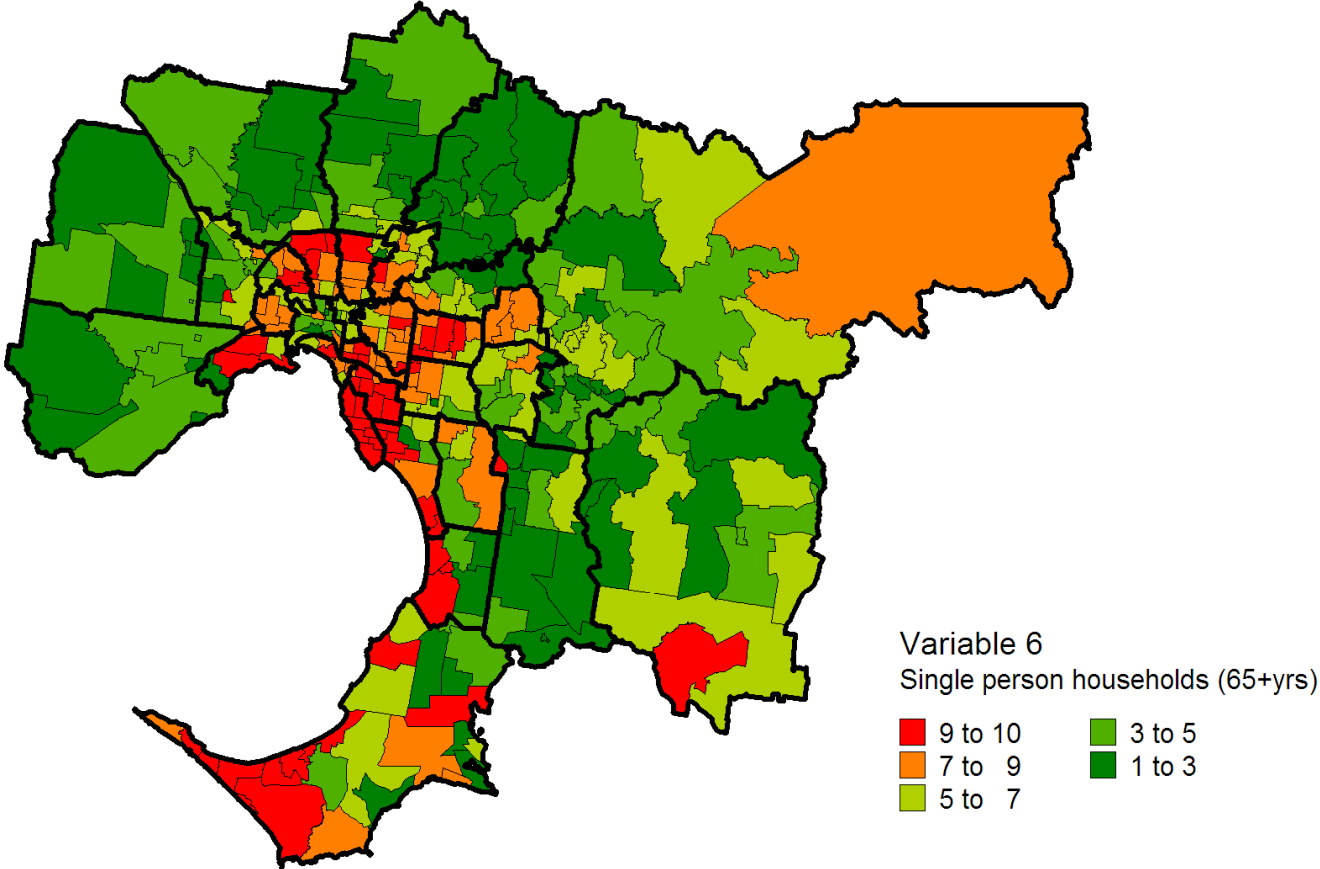 Variable 6
Single person households (65+yrs)
9 to 10
7 to 9
5 to 7
3 to 5
1 to 3